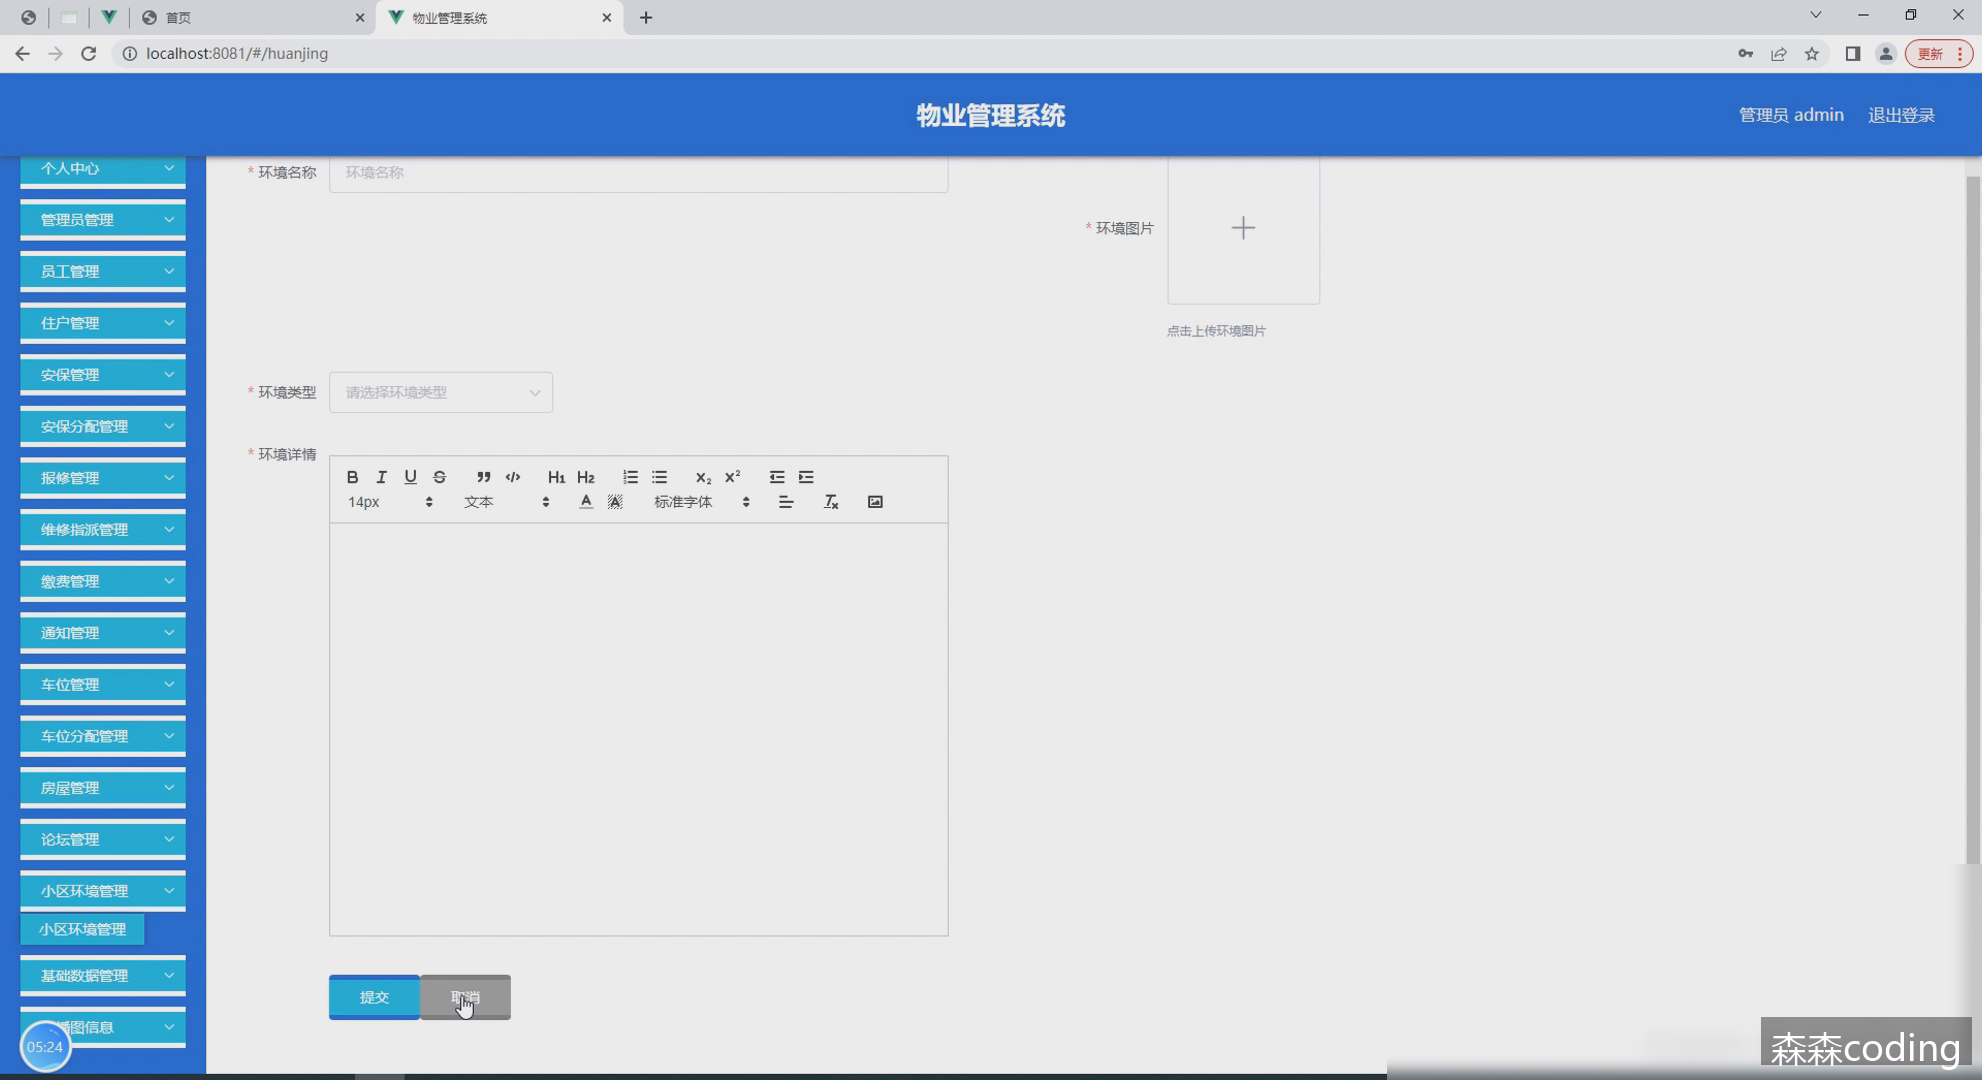 首页
物业管理系统
localhost:8081/#/huanjing
更新
物业管理系统
管理员 admin
退出登录
个人中心
管理员管理
员工管理
住户管理
安保管理
安保分配管理
报修管理
维修指派管理
缴费管理
通知管理
车位管理
车位分配管理
房屋管理
论坛管理
小区环境管理
小区环境管理
基础数据管理
播图信息
05:24
* 环境名称
环境名称
* 环境图片
点击上传环境图片
* 环境类型
请选择环境类型
* 环境详情
14px
文本
标准字体
提交
取消
森森coding